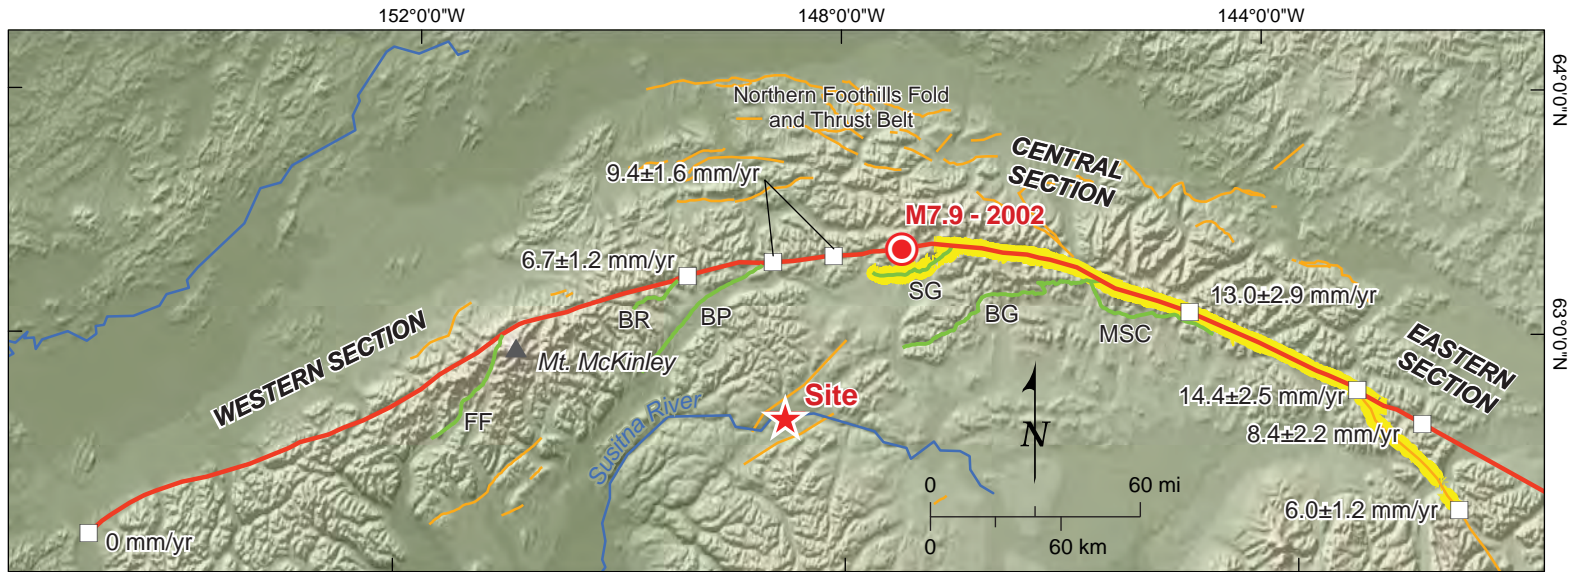 152°0'0"W
148°0'0"W
144°0'0"W
64°0'0"N
Northern Foothills Fold
and Thrust Belt
CENTRAL
SECTION
9.4±1.6 mm/yr
M7.9 - 2002
6.7±1.2 mm/yr
SG
13.0±2.9 mm/yr
BR
BP
BG
MSC
63°0'0"N
WESTERN SECTION
Mt. McKinley
EASTERN
SECTION
Site
14.4±2.5 mm/yr
FF
Susitna River
N
8.4±2.2 mm/yr
0
60 mi
6.0±1.2 mm/yr
0 mm/yr
0
60 km